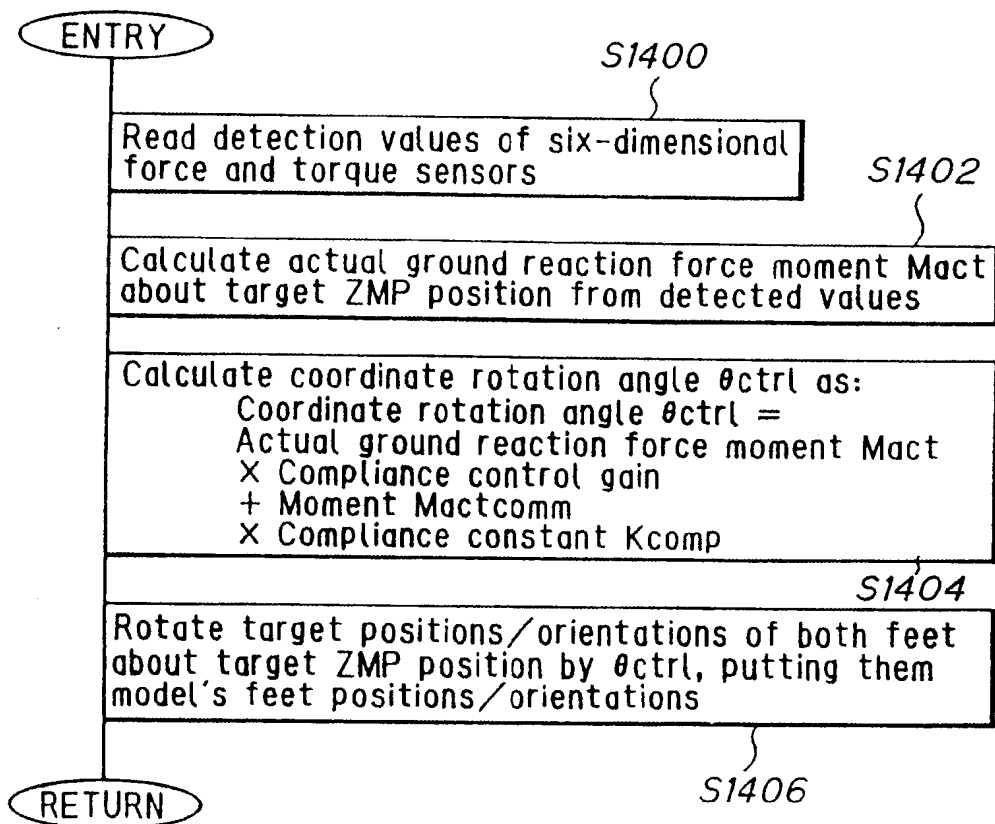 ENTRY
S1400
Read detection values of six-dimensional
force and torque sensors
S1402
Calculate actual ground reaction force moment Mact
about target ZMP position from detected values
Calculate coordinate rotation angle θctrl as:
Coordinate rotation angle θctrl =
Actual ground reaction force moment Mact
× Compliance control gain
+ Moment Mactcomm
× Compliance constant Kcomp
S1404
Rotate target positions/orientations of both feet
about target ZMP position by θctrl, putting them
model's feet positions/orientations
S1406
RETURN